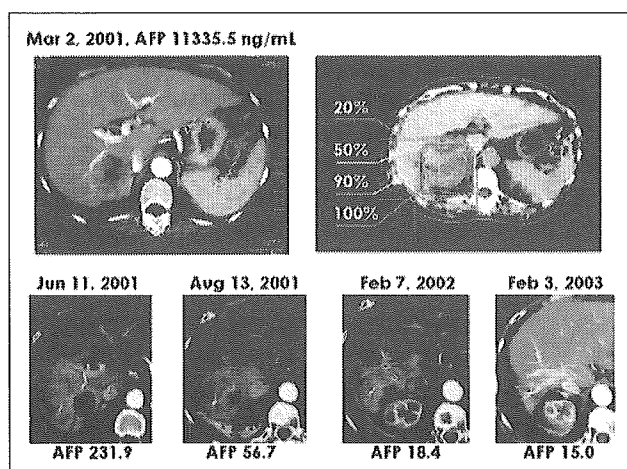 Mar 2, 2001, AFP 11335.5 ng/mL
20%
50%
90%
100%
Jun 11, 2001 Aug 13, 2001 Feb 7, 2002 Feb 3, 2003
AFP 231.9 AFP 56.7 AFP 18.4 AFP 15.0